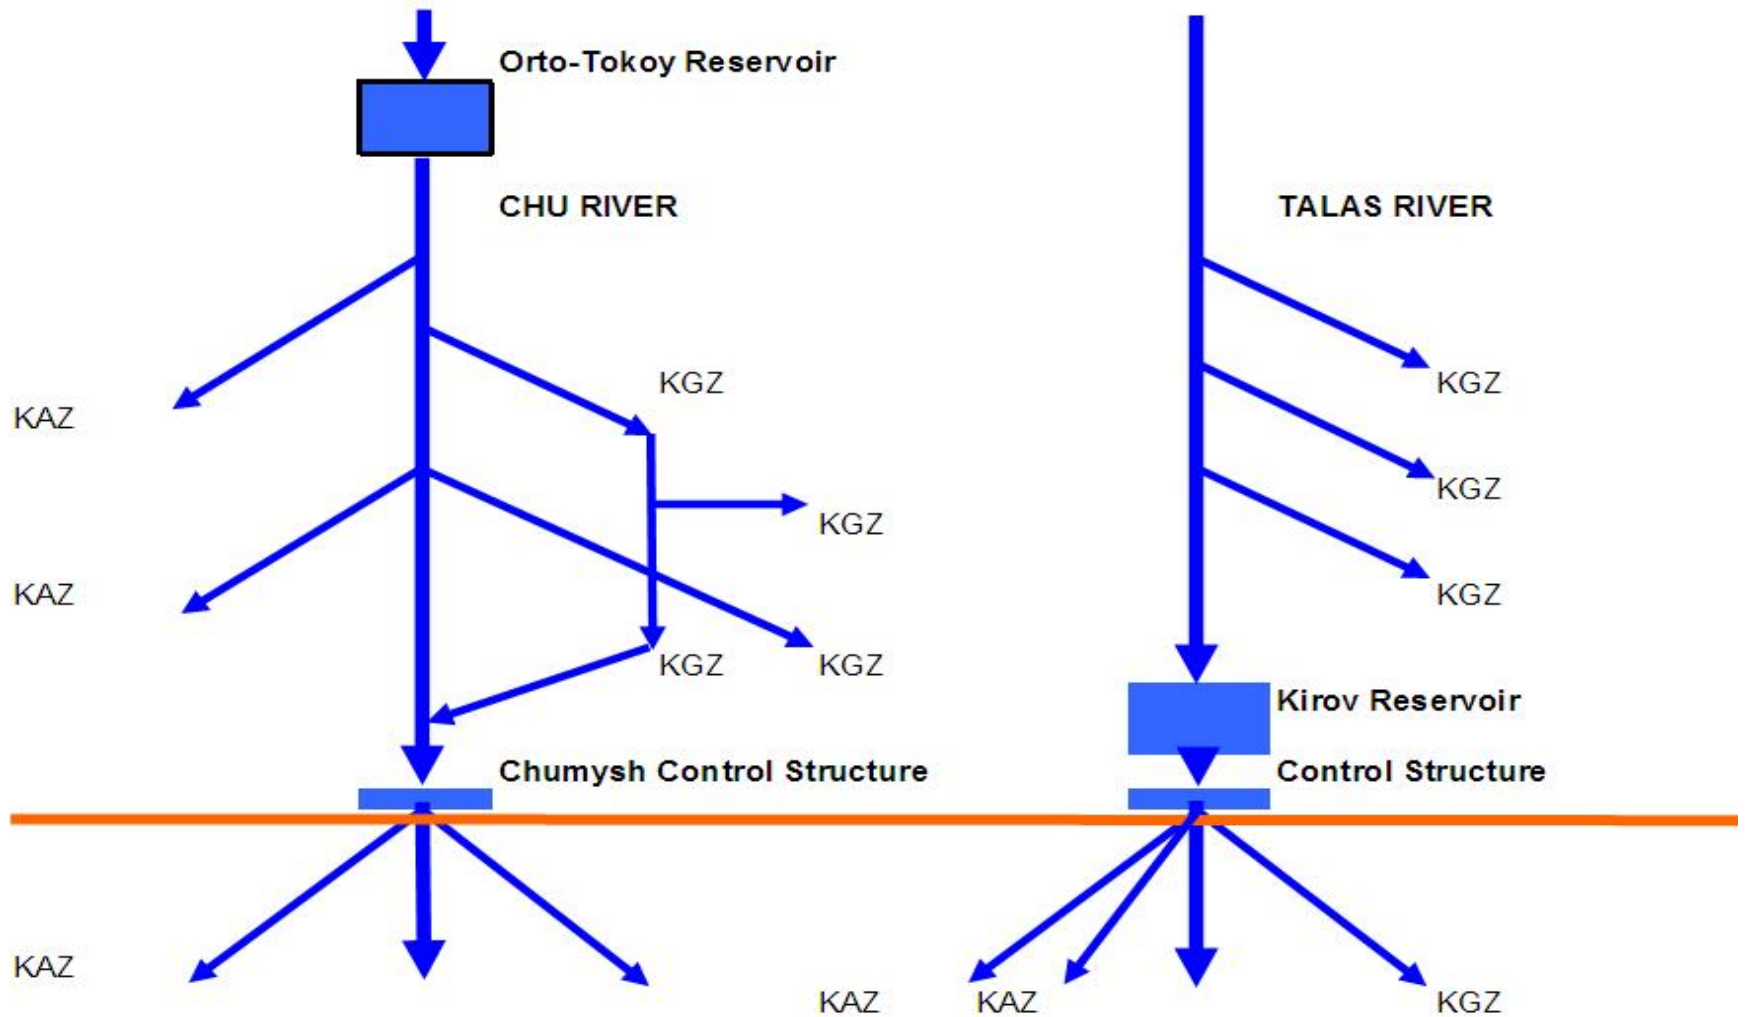 Orto-Tokoy Reservoir
CHU RIVER
TALAS RIVER
KGZ
KGZ
KAZ
KGZ
KGZ
KAZ
KGZ
KGZ
KGZ
Kirov Reservoir
Chumysh Control Structure
Control Structure
KAZ
KAZ
KAZ
KGZ